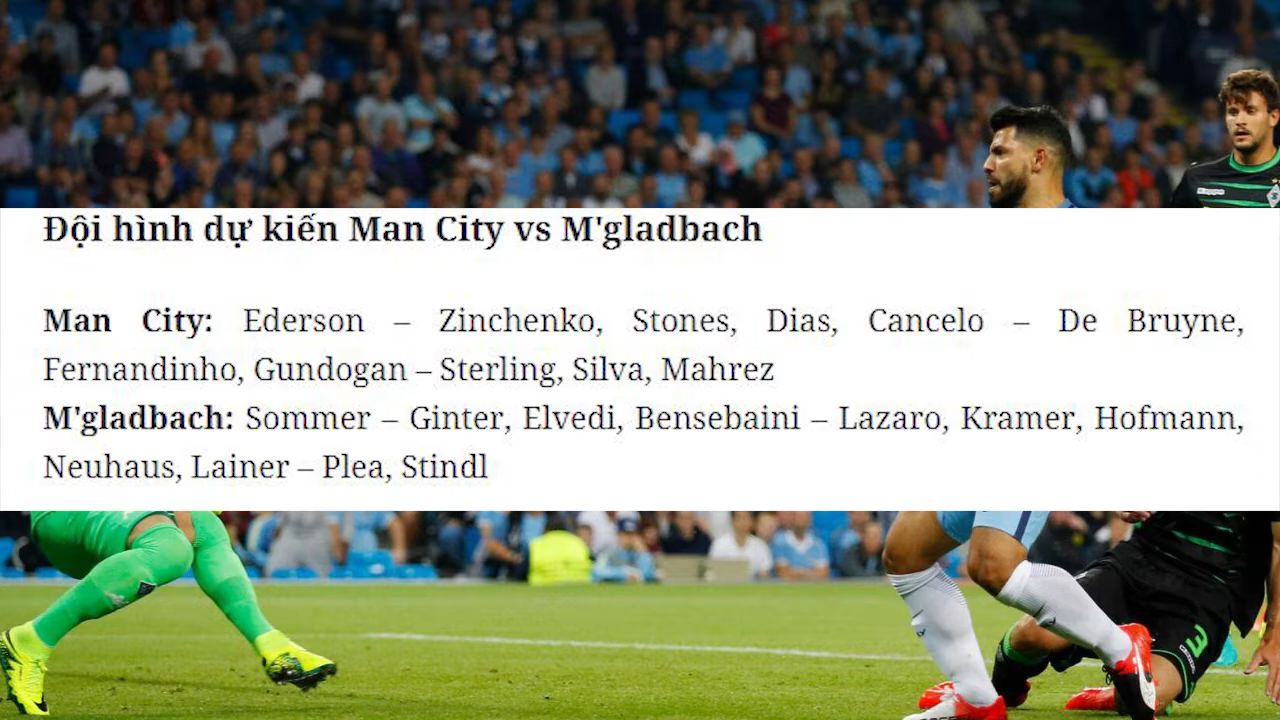 Đội hình dự kiến Man City vs M'gladbach
Man City: Ederson – Zinchenko, Stones, Dias, Cancelo – De Bruyne,
Fernandinho, Gundogan – Sterling, Silva, Mahrez
M'gladbach: Sommer – Ginter, Elvedi, Bensebaini – Lazaro, Kramer, Hofmann,
Neuhaus, Lainer – Plea, Stindl
3